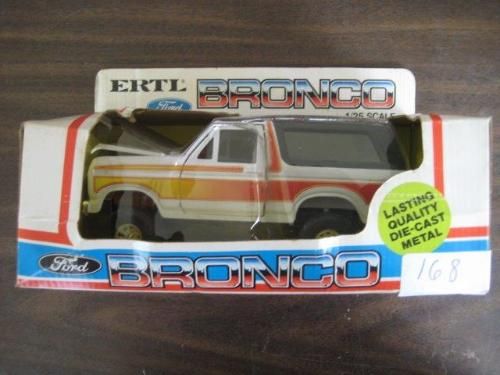 ERTL BRONCO
Ford
1/25 SCALE
LASTING
QUALITY
DIE-CAST
METAL
Ford BRONCO
168